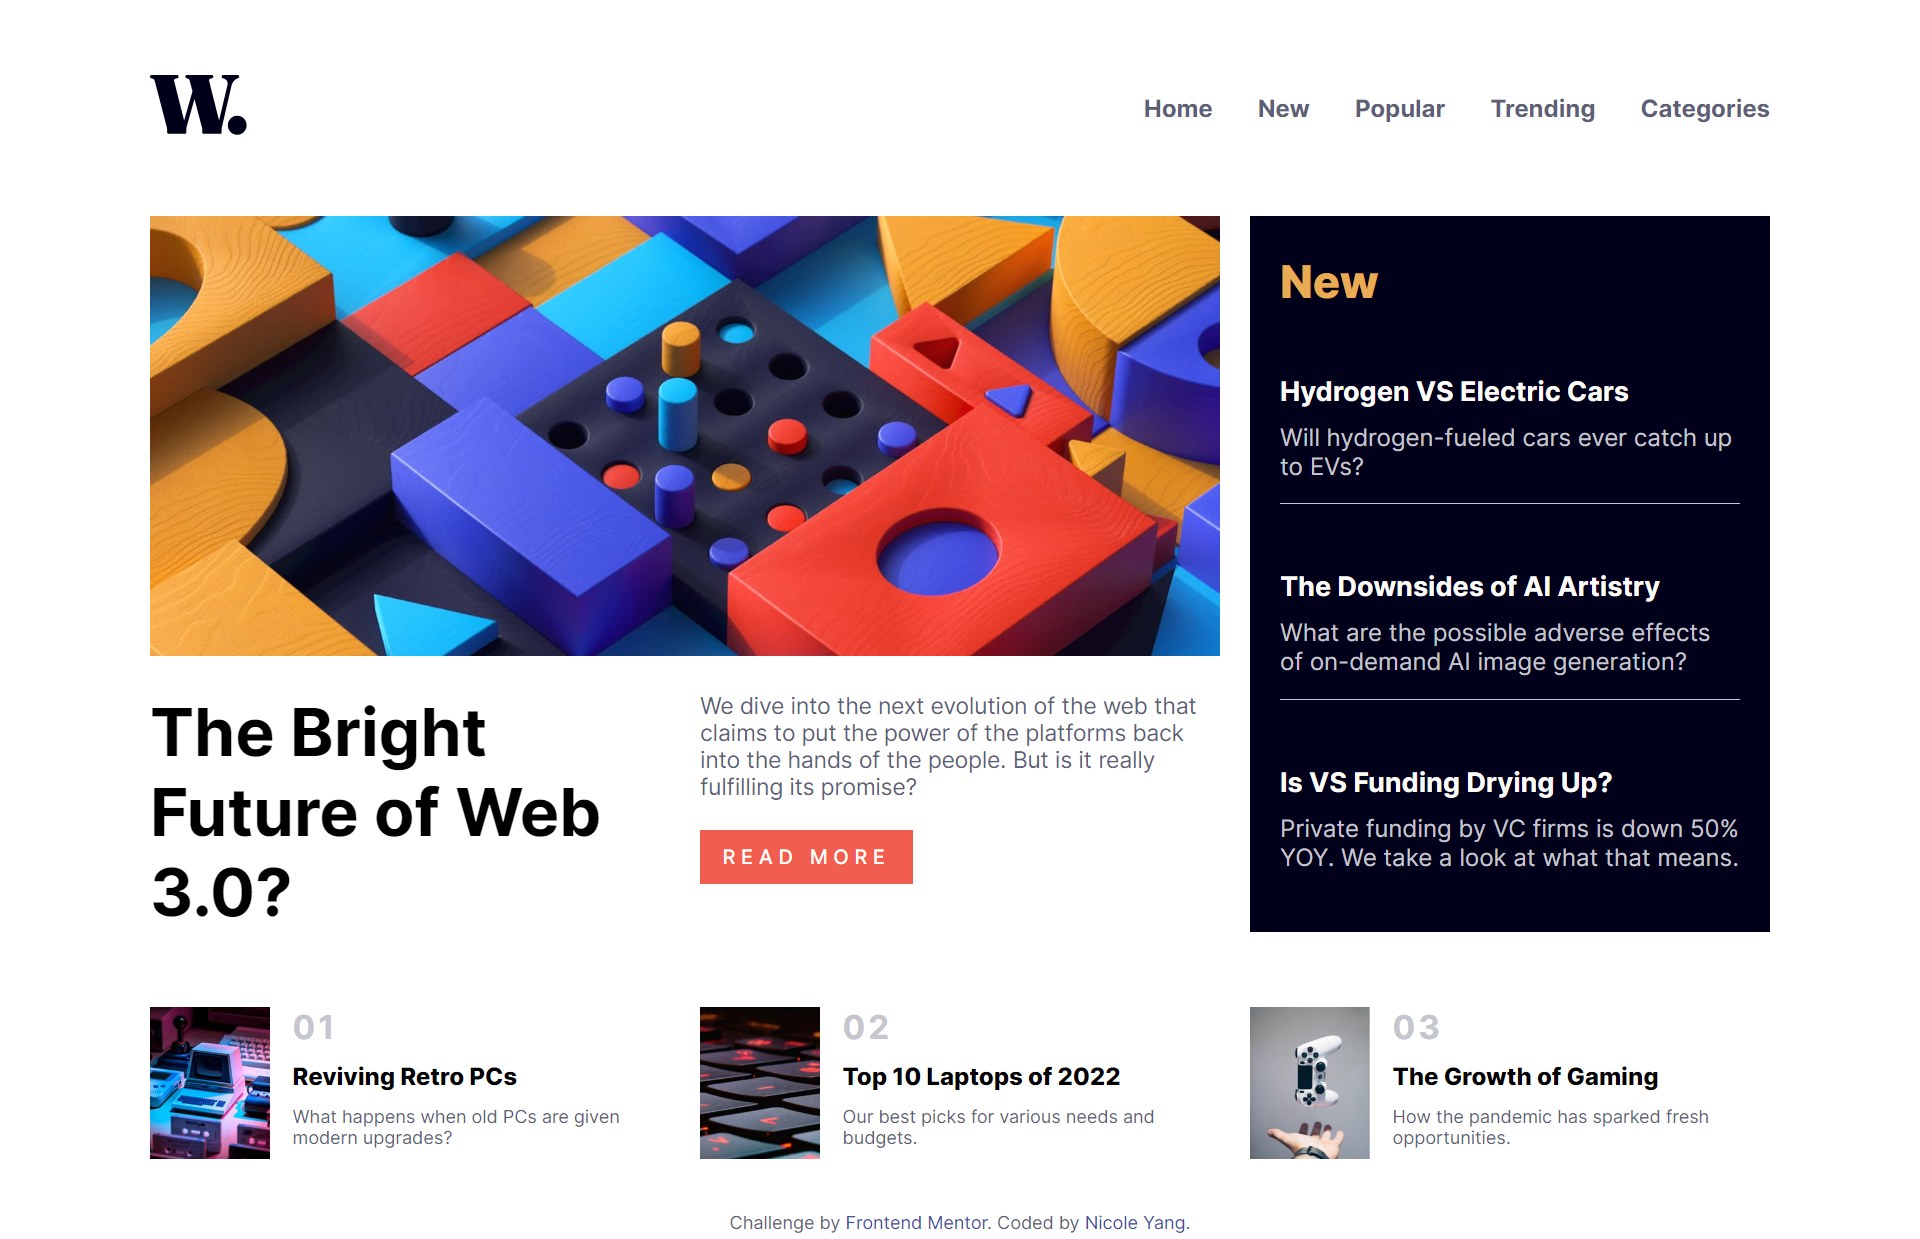 W.
Home New Popular Trending Categories
The Bright
Future of Web
3.0?
We dive into the next evolution of the web that
claims to put the power of the platforms back
into the hands of the people. But is it really
fulfilling its promise?
READ MORE
New
Hydrogen VS Electric Cars
Will hydrogen-fueled cars ever catch up
to EVs?
The Downsides of AI Artistry
What are the possible adverse effects
of on-demand AI image generation?
Is VS Funding Drying Up?
Private funding by VC firms is down 50%
YOY. We take a look at what that means.
01
Reviving Retro PCs
What happens when old PCs are given
modern upgrades?
02
Top 10 Laptops of 2022
Our best picks for various needs and
budgets.
03
The Growth of Gaming
How the pandemic has sparked fresh
opportunities.
Challenge by Frontend Mentor. Coded by Nicole Yang.